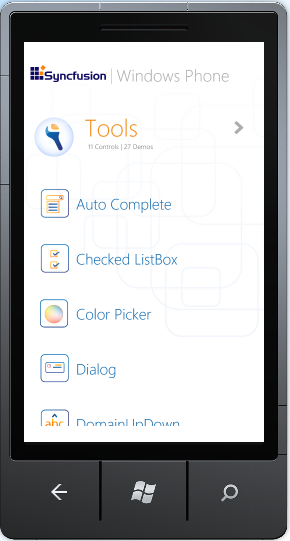 Syncfusion | Windows Phone
Tools
11 Controls | 27 Demos
Auto Complete
Checked ListBox
Color Picker
Dialog
abc DomainUpDown